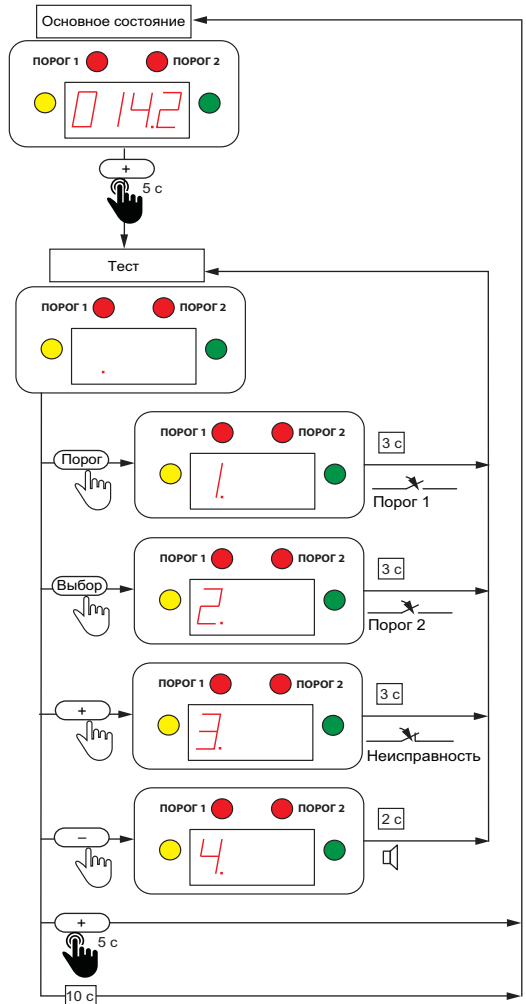 Основное состояние
ПОРОГ 1 ПОРОГ 2
014.2
+
5 с
Тест
ПОРОГ 1 ПОРОГ 2
.
Порог
ПОРОГ 1 ПОРОГ 2
1.
3 с
Порог 1
Выбор
ПОРОГ 1 ПОРОГ 2
2.
3 с
Порог 2
+
ПОРОГ 1 ПОРОГ 2
3.
3 с
Неисправность
–
ПОРОГ 1 ПОРОГ 2
4.
2 с
+
5 с
10 с